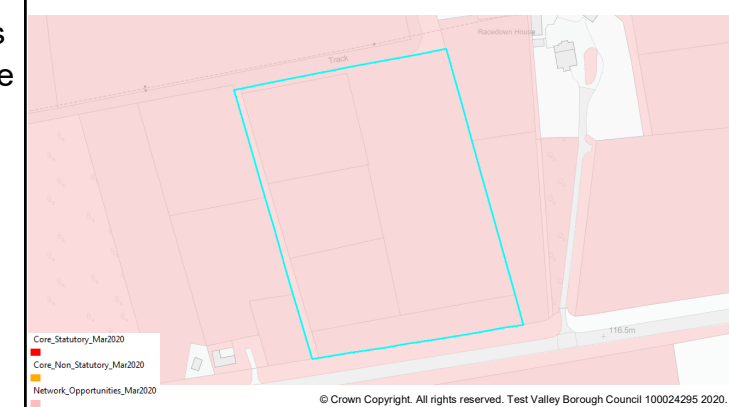 s
e
Racedown House
Track
116.5m
Core_Statutory_Mar2020
Core_Non_Statutory_Mar2020
Network_Opportunities_Mar2020
© Crown Copyright. All rights reserved. Test Valley Borough Council 100024295 2020.